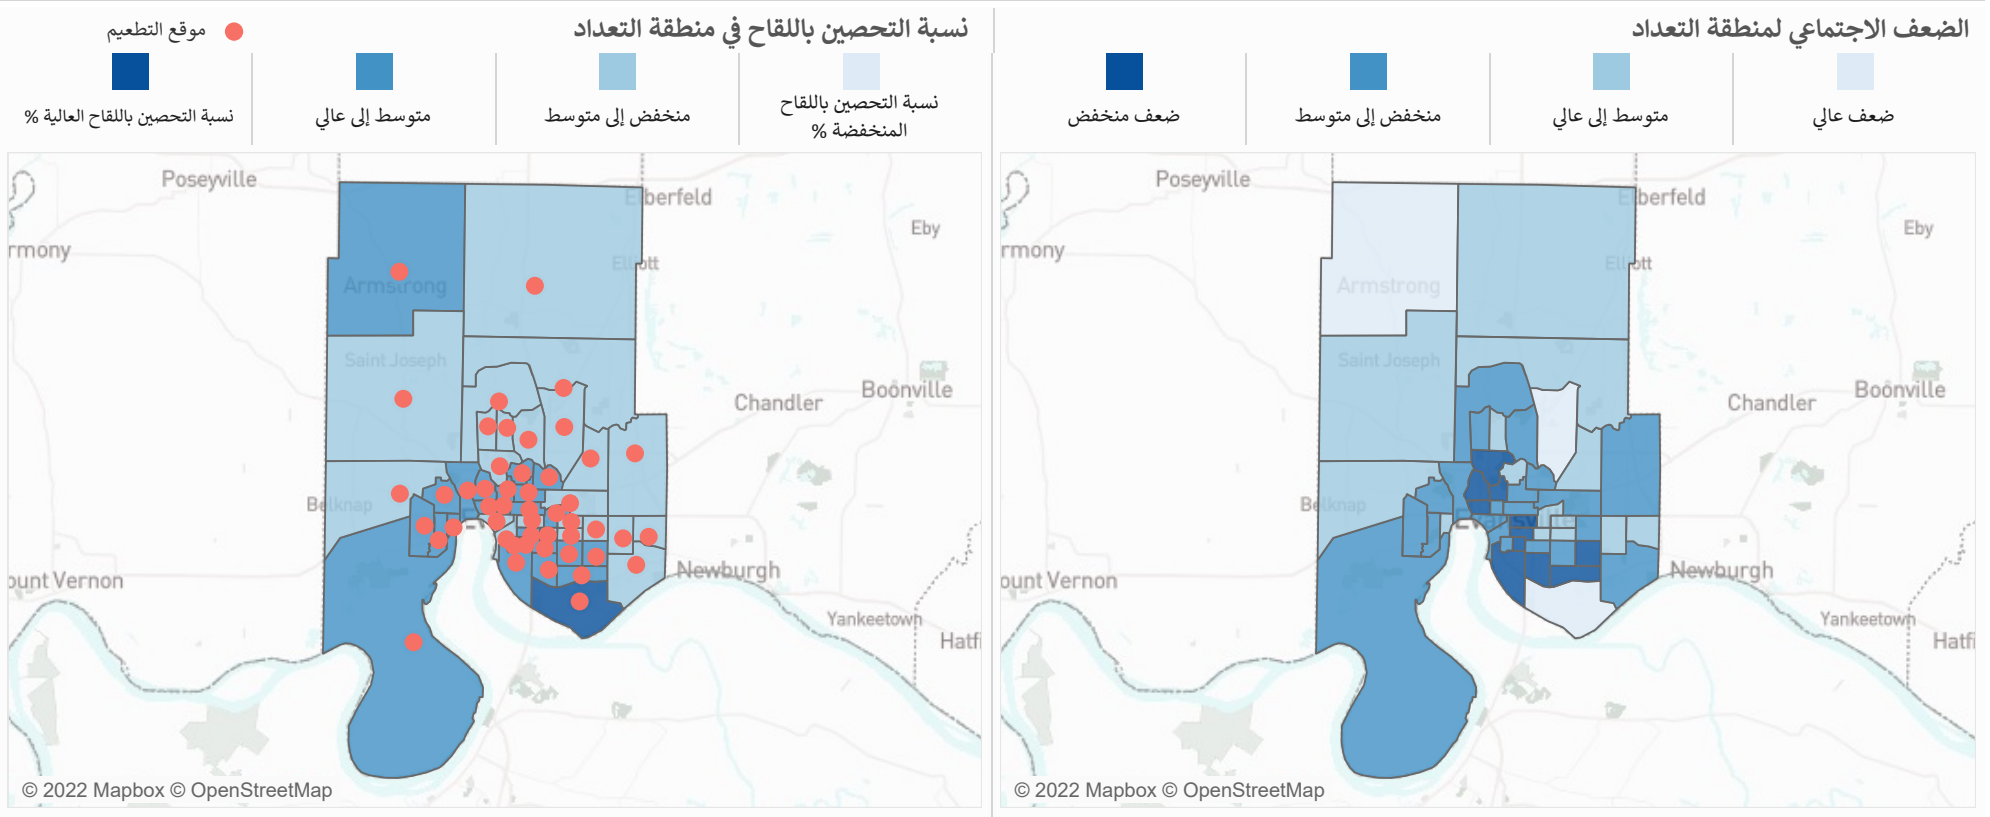 الضعف الاجتماعي لمنطقة التعداد
ضعف عالي
متوسط إلى عالي
منخفض إلى متوسط
ضعف منخفض
Poseyville
Elberfeld
Eby
rmony
Elliott
Armstrong
Saint Joseph
Chandler
Boonville
Belknap
Evansville
ount Vernon
Newburgh
Yankeetown
Hatfi
© 2022 Mapbox © OpenStreetMap
نسبة التحصين باللقاح في منطقة التعداد
موقع التطعيم
نسبة التحصين باللقاح
المنخفضة %
منخفض إلى متوسط
متوسط إلى عالي
نسبة التحصين باللقاح العالية %
Poseyville
Elberfeld
Eby
rmony
Elliott
Armstrong
Saint Joseph
Chandler
Boonville
Belknap
Ev
ount Vernon
Newburgh
Yankeetown
Hatfi
© 2022 Mapbox © OpenStreetMap